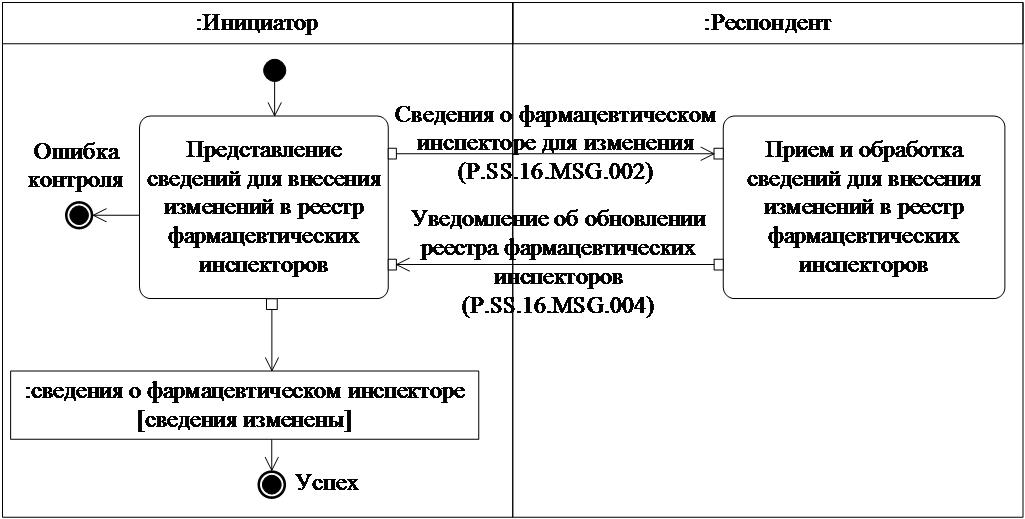 :Инициатор
:Респондент
Ошибка
контроля
Представление
сведений для внесения
изменений в реестр
фармацевтических
инспекторов
Сведения о фармацевтическом
инспекторе для изменения
(P.SS.16.MSG.002)
Уведомление об обновлении
реестра фармацевтических
инспекторов
(P.SS.16.MSG.004)
Прием и обработка
сведений для внесения
изменений в реестр
фармацевтических
инспекторов
:сведения о фармацевтическом инспекторе
[сведения изменены]
Успех